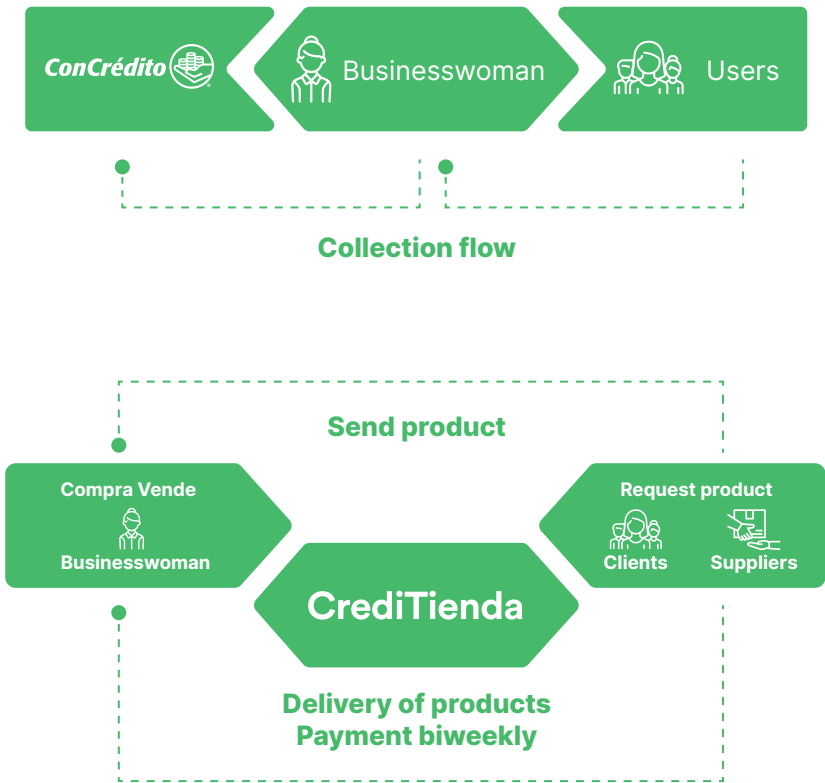 ConCrédito
Businesswoman
Users
Collection flow
Send product
Compra Vende
Businesswoman
Request product
Clients
Suppliers
CrediTienda
Delivery of products
Payment biweekly